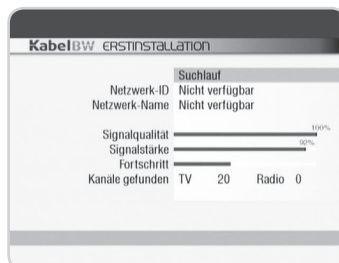 KabelBW ERSTINSTALLATION
Suchlauf
Netzwerk-ID Nicht verfügbar
Netzwerk-Name Nicht verfügbar
Signalqualität 100%
Signalstärke 92%
Fortschritt
Kanäle gefunden TV 20 Radio 0